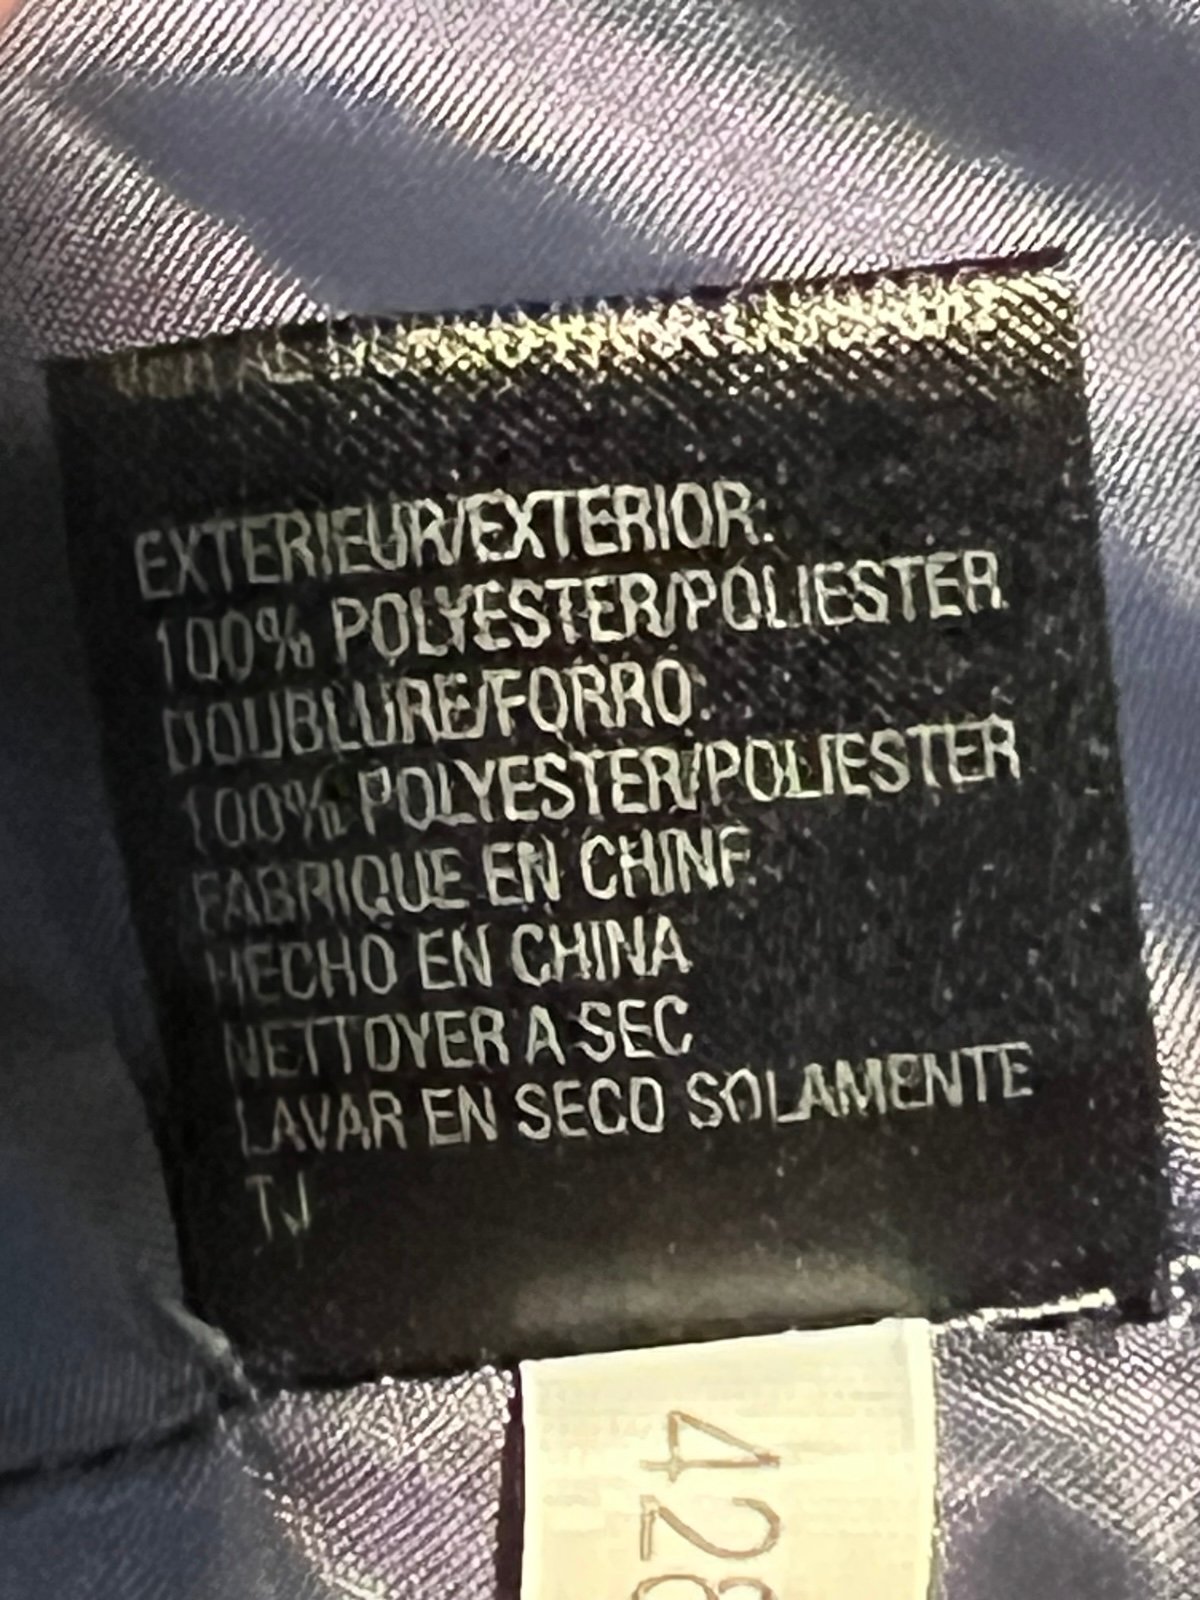 EXTERIEUR/EXTERIOR:
100% POLYESTER/POLIESTER
DOUBLURE/FORRO:
100% POLYESTER/POLIESTER
FABRIQUE EN CHINE
HECHO EN CHINA
NETTOYER A SEC
LAVAR EN SECO SOLAMENTE
TJ